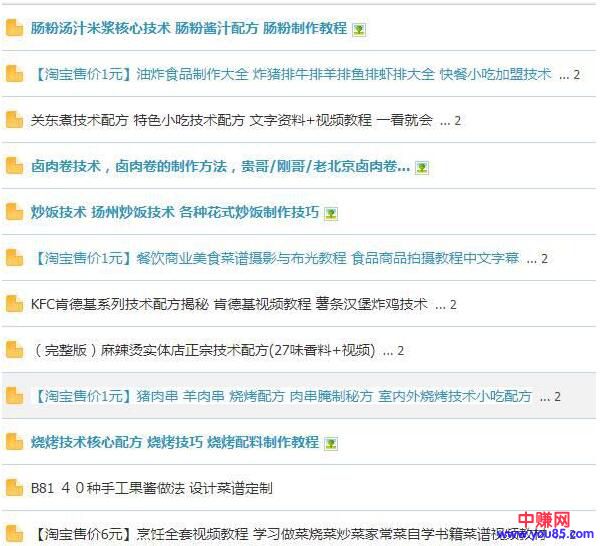 肠粉汤汁米浆核心技术 肠粉酱汁配方 肠粉制作教程
【淘宝售价1元】油炸食品制作大全 炸猪排牛排羊排鱼排虾排大全 快餐小吃加盟技术 ... 2
关东煮技术配方 特色小吃技术配方 文字资料+视频教程 一看就会 ... 2
卤肉卷技术，卤肉卷的制作方法，贵哥/刚哥/老北京卤肉卷...
炒饭技术 扬州炒饭技术 各种花式炒饭制作技巧
【淘宝售价1元】餐饮商业美食菜谱摄影与布光教程 食品商品拍摄教程中文字幕 ... 2
KFC肯德基系列技术配方揭秘 肯德基视频教程 薯条汉堡炸鸡技术 ... 2
（完整版）麻辣烫实体店正宗技术配方(27味香料+视频) ... 2
【淘宝售价1元】猪肉串 羊肉串 烧烤配方 肉串腌制秘方 室内外烧烤技术小吃配方 ... 2
烧烤技术核心配方 烧烤技巧 烧烤配料制作教程
B81 ４０种手工果酱做法 设计菜谱定制
中赚网
【淘宝售价6元】烹饪全套视频教程 学习做菜烧菜炒菜家常菜自学书籍菜谱视频教程 ... 2
www.you85.com